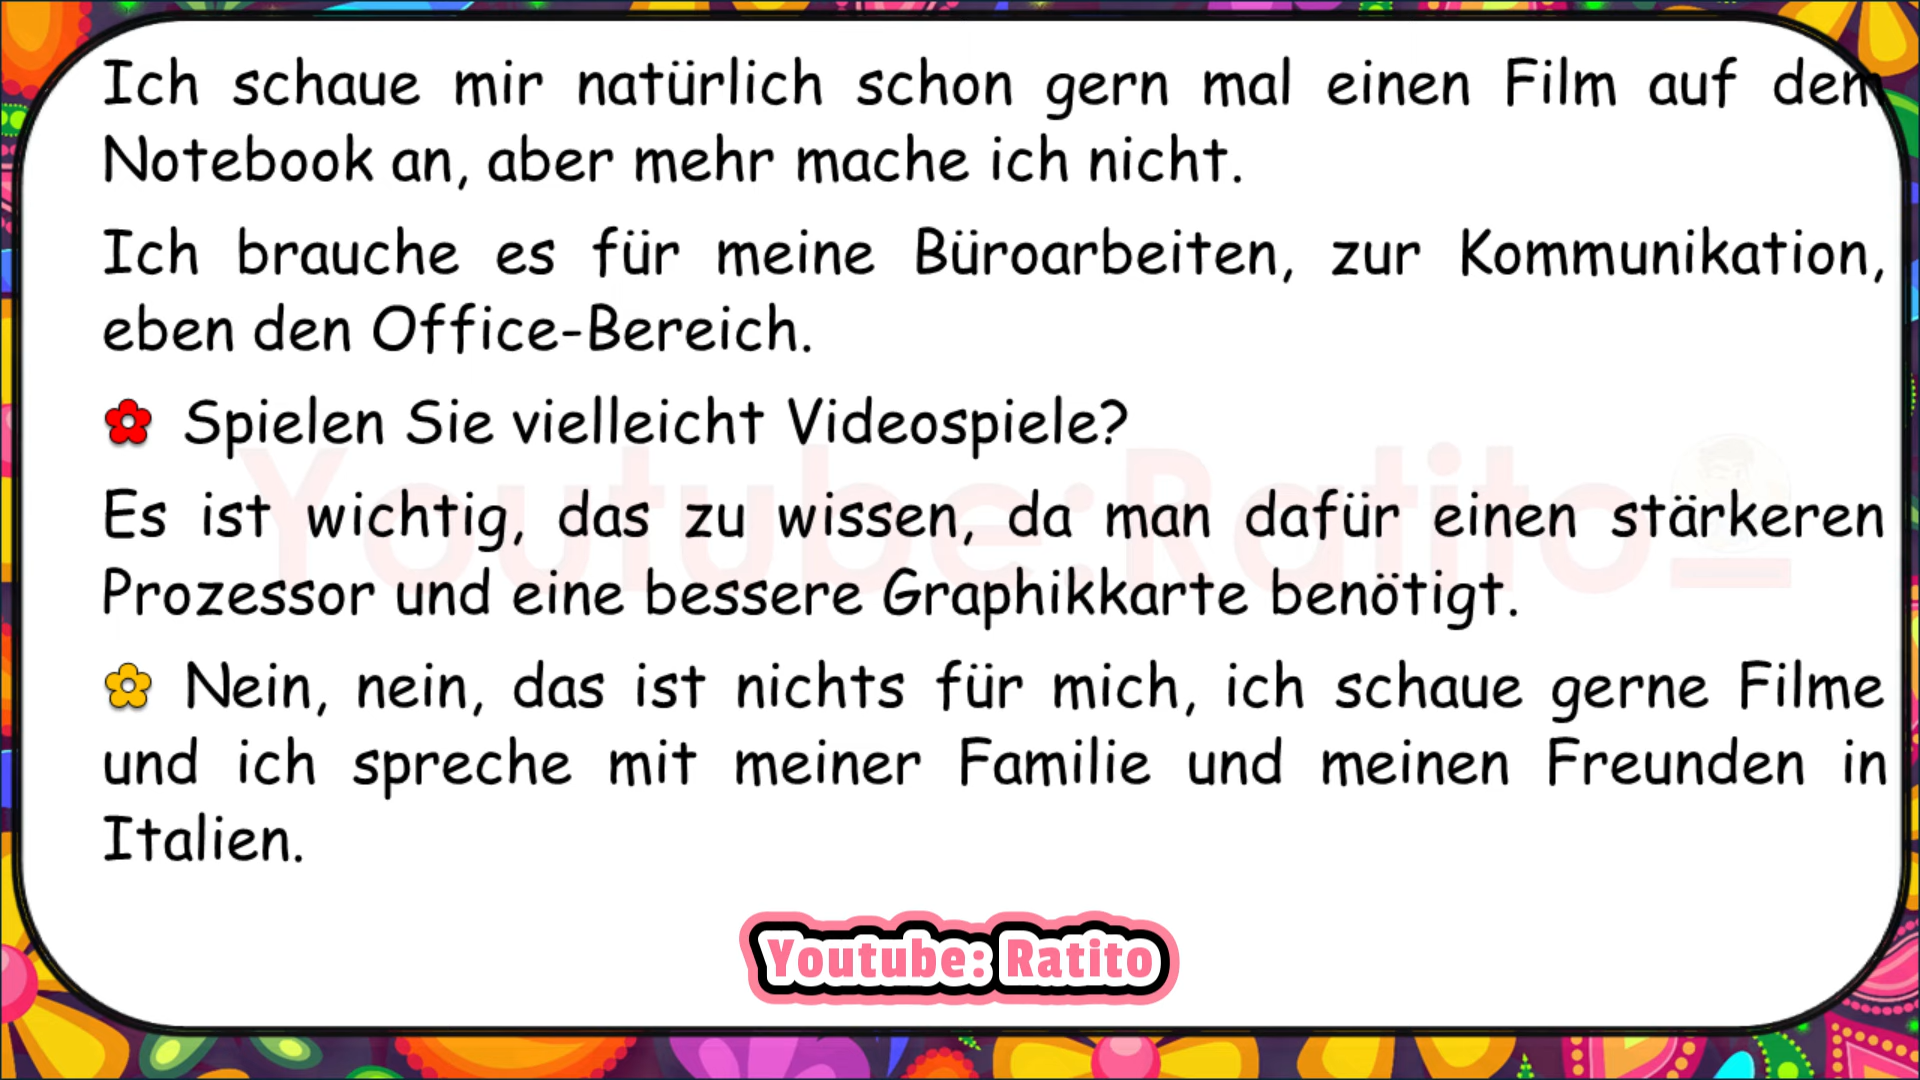 Ich schaue mir natürlich schon gern mal einen Film auf dem
Notebook an, aber mehr mache ich nicht.
Ich brauche es für meine Büroarbeiten, zur Kommunikation,
eben den Office-Bereich.
Spielen Sie vielleicht Videospiele?
Es ist wichtig, das zu wissen, da man dafür einen stärkeren
Prozessor und eine bessere Graphikkarte benötigt.
Nein, nein, das ist nichts für mich, ich schaue gerne Filme
und ich spreche mit meiner Familie und meinen Freunden in
Italien.
Youtube:Ratito
Youtube: Ratito